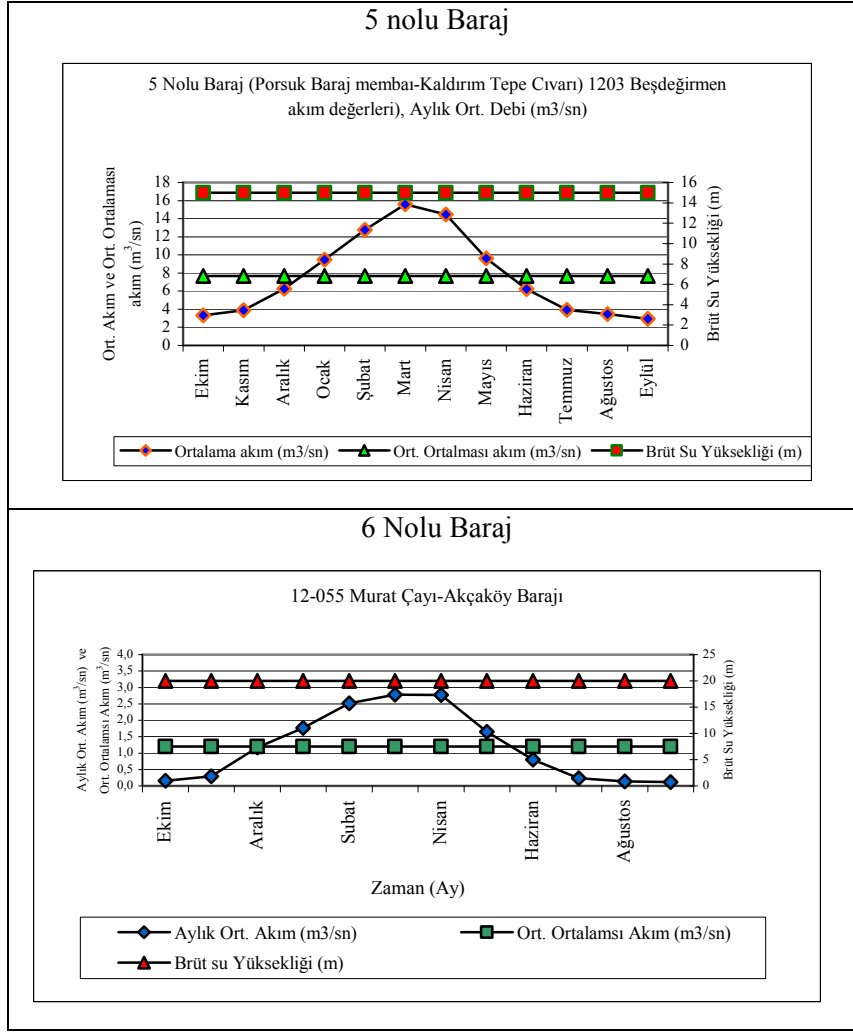 5 nolu Baraj
5 Nolu Baraj (Porsuk Baraj membaı-Kaldırım Tepe Cıvarı) 1203 Beşdeğirmen
akım değerleri), Aylık Ort. Debi (m3/sn)
Ort. Akım ve Ort. Ortalaması
akım (m³/sn)
18
16
14
12
10
8
6
4
2
0
16
14
12
10
8
6
4
2
0
Brüt Su Yüksekliği (m)
Ekim
Kasım
Aralık
Ocak
Şubat
Mart
Nisan
Mayıs
Haziran
Temmuz
Ağustos
Eylül
Ortalama akım (m3/sn)
Ort. Ortalması akım (m3/sn)
Brüt Su Yüksekliği (m)
6 Nolu Baraj
12-055 Murat Çayı-Akçaköy Barajı
Aylık Ort. Akım (m³/sn) ve
Ort. Ortalamsı Akım (m³/sn)
4,0
3,5
3,0
2,5
2,0
1,5
1,0
0,5
0,0
25
20
15
10
5
0
Brüt Su Yüksekliği (m)
Ekim
Aralık
Subat
Nisan
Haziran
Ağustos
Zaman (Ay)
Aylık Ort. Akım (m3/sn)
Ort. Ortalamsı Akım (m3/sn)
Brüt su Yüksekliği (m)